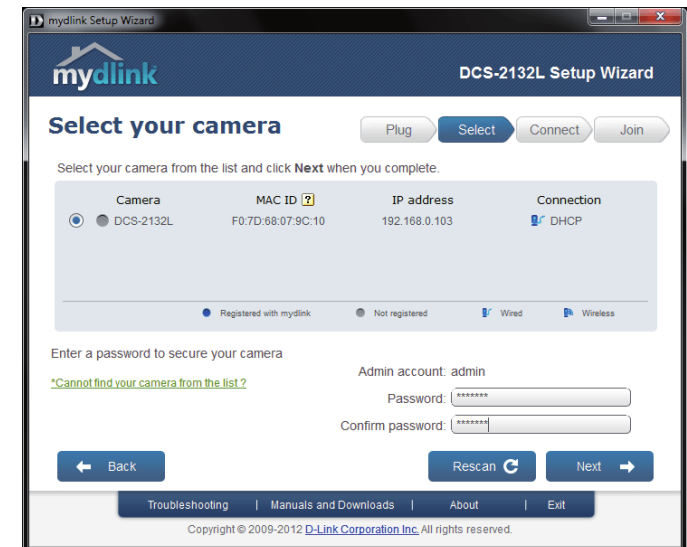 mydlink Setup Wizard
mydlink
DCS-2132L Setup Wizard
Select your camera
Plug
Select
Connect
Join
Select your camera from the list and click Next when you complete.
Camera MAC ID ? IP address Connection
DCS-2132L F0:7D:68:07:9C:10 192.168.0.103 DHCP
Registered with mydlink Not registered Wired Wireless
Enter a password to secure your camera
*Cannot find your camera from the list ?
Admin account: admin
Password: *******
Confirm password: *******
Back
Rescan
Next
Troubleshooting | Manuals and Downloads | About | Exit
Copyright © 2009-2012 D-Link Corporation Inc. All rights reserved.